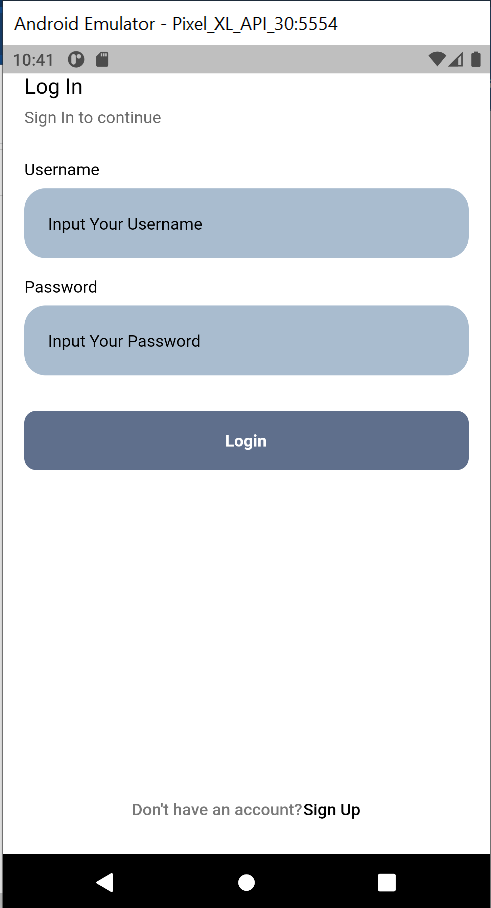 Android Emulator - Pixel_XL_API_30:5554
10:41
Log In
Sign In to continue
Username
Input Your Username
Password
Input Your Password
Login
Don't have an account?Sign Up